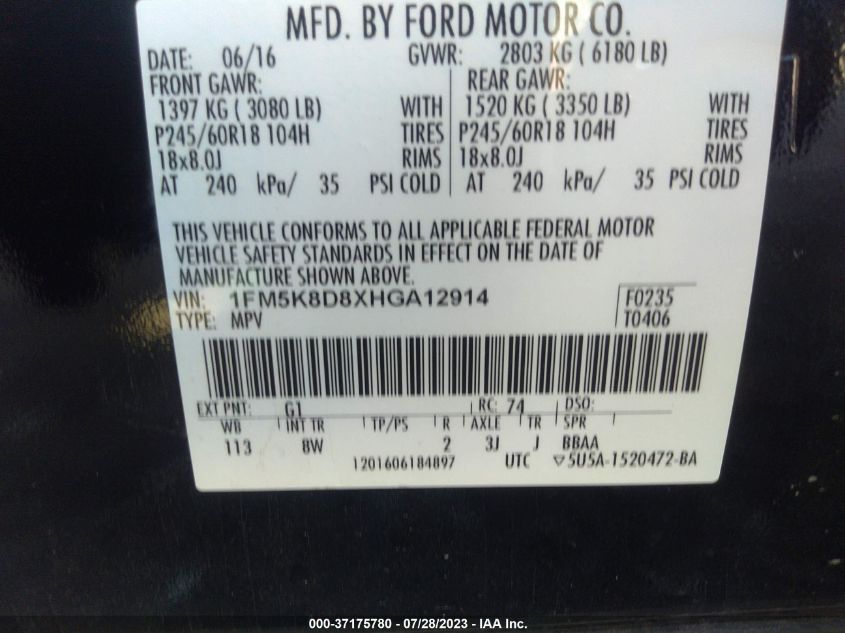 MFD. BY FORD MOTOR CO.
DATE: 06/16 GVWR: 2803 KG ( 6180 LB)
FRONT GAWR: REAR GAWR:
1397 KG ( 3080 LB) WITH 1520 KG ( 3350 LB) WITH
P245/60R18 104H TIRES P245/60R18 104H TIRES
18x8.0J RIMS 18x8.0J RIMS
AT 240 kPa/ 35 PSI COLD AT 240 kPa/ 35 PSI COLD
THIS VEHICLE CONFORMS TO ALL APPLICABLE FEDERAL MOTOR
VEHICLE SAFETY STANDARDS IN EFFECT ON THE DATE OF
MANUFACTURE SHOWN ABOVE.
VIN: 1FM5K8D8XHGA12914 F0235
TYPE: MPV T0406
EXT PNT: G1 RC: 74 DSO:
WB INT TR TP/PS R AXLE TR SPR
113 8W 2 3J J BBAA
1201606184897 UTC ▽5U5A-1520472-BA
000-37175780 - 07/28/2023 - IAA Inc.